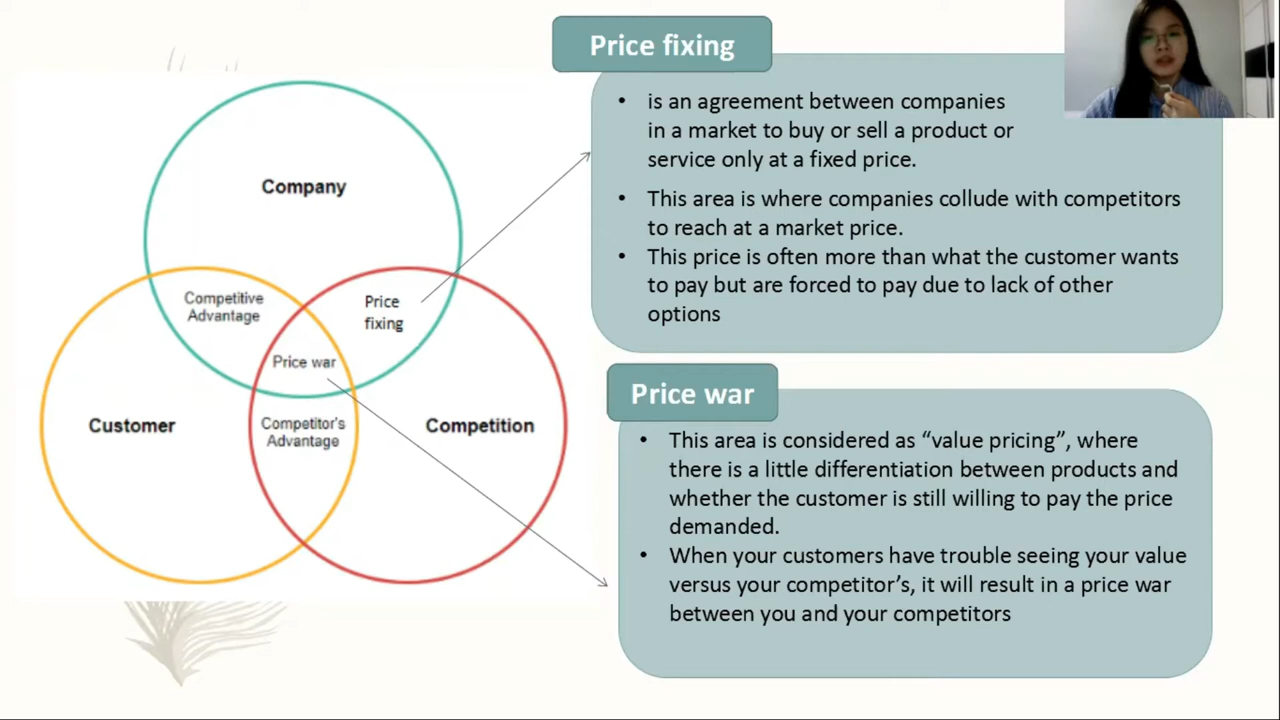 Price fixing
is an agreement between companies
in a market to buy or sell a product or
service only at a fixed price.
This area is where companies collude with competitors
to reach at a market price.
This price is often more than what the customer wants
to pay but are forced to pay due to lack of other
options
Company
Competitive
Advantage
Price
fixing
Price war
Customer
Competitor's
Advantage
Competition
Price war
This area is considered as “value pricing”, where
there is a little differentiation between products and
whether the customer is still willing to pay the price
demanded.
When your customers have trouble seeing your value
versus your competitor’s, it will result in a price war
between you and your competitors